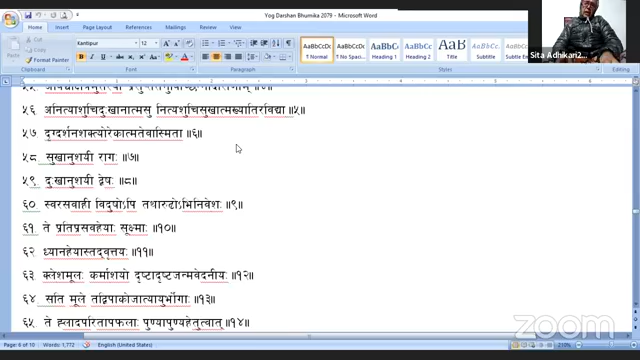 Yog Darshan Bhumika 2079 - Microsoft Word
Home Insert Page Layout References Mailings Review View
Kantipur 12
AaBbCcDc AaBbCcDc AaBbCc AaBbCc AaB AaBbCc
¶ Normal ¶ No Spaci... Heading 1 Heading 2 Title
Clipboard Font Paragraph Styles Editing
Sita Adhikari2...
५६ अनित्याशुचिदुःखानात्मसु नित्यशुचिसुखात्मख्यातिरविद्या ॥५॥
५७ दृग्दर्शनशक्त्योरेकात्मतेवास्मिता ॥६॥
५८ सुखानुशयी रागः ॥७॥
५९ दुःखानुशयी द्वेषः ॥८॥
६० स्वरसवाही विदुषोऽपि तथारुढोऽभिनिवेशः ॥९॥
६१ ते प्रतिप्रसवहेयाः सूक्ष्माः ॥१०॥
६२ ध्यानहेयास्तद्वृत्तयः ॥११॥
६३ क्लेशमूलः कर्माशयो दृष्टादृष्टजन्मवेदनीयः ॥१२॥
६४ सति मूले तद्विपाकोजात्यायुर्भोगाः ॥१३॥
६५ ते ह्लादपरितापफलाः पुण्यापुण्यहेतुत्वात् ॥१४॥
zoom
Page: 6 of 10 Words: 1,772 English (United States) 210%